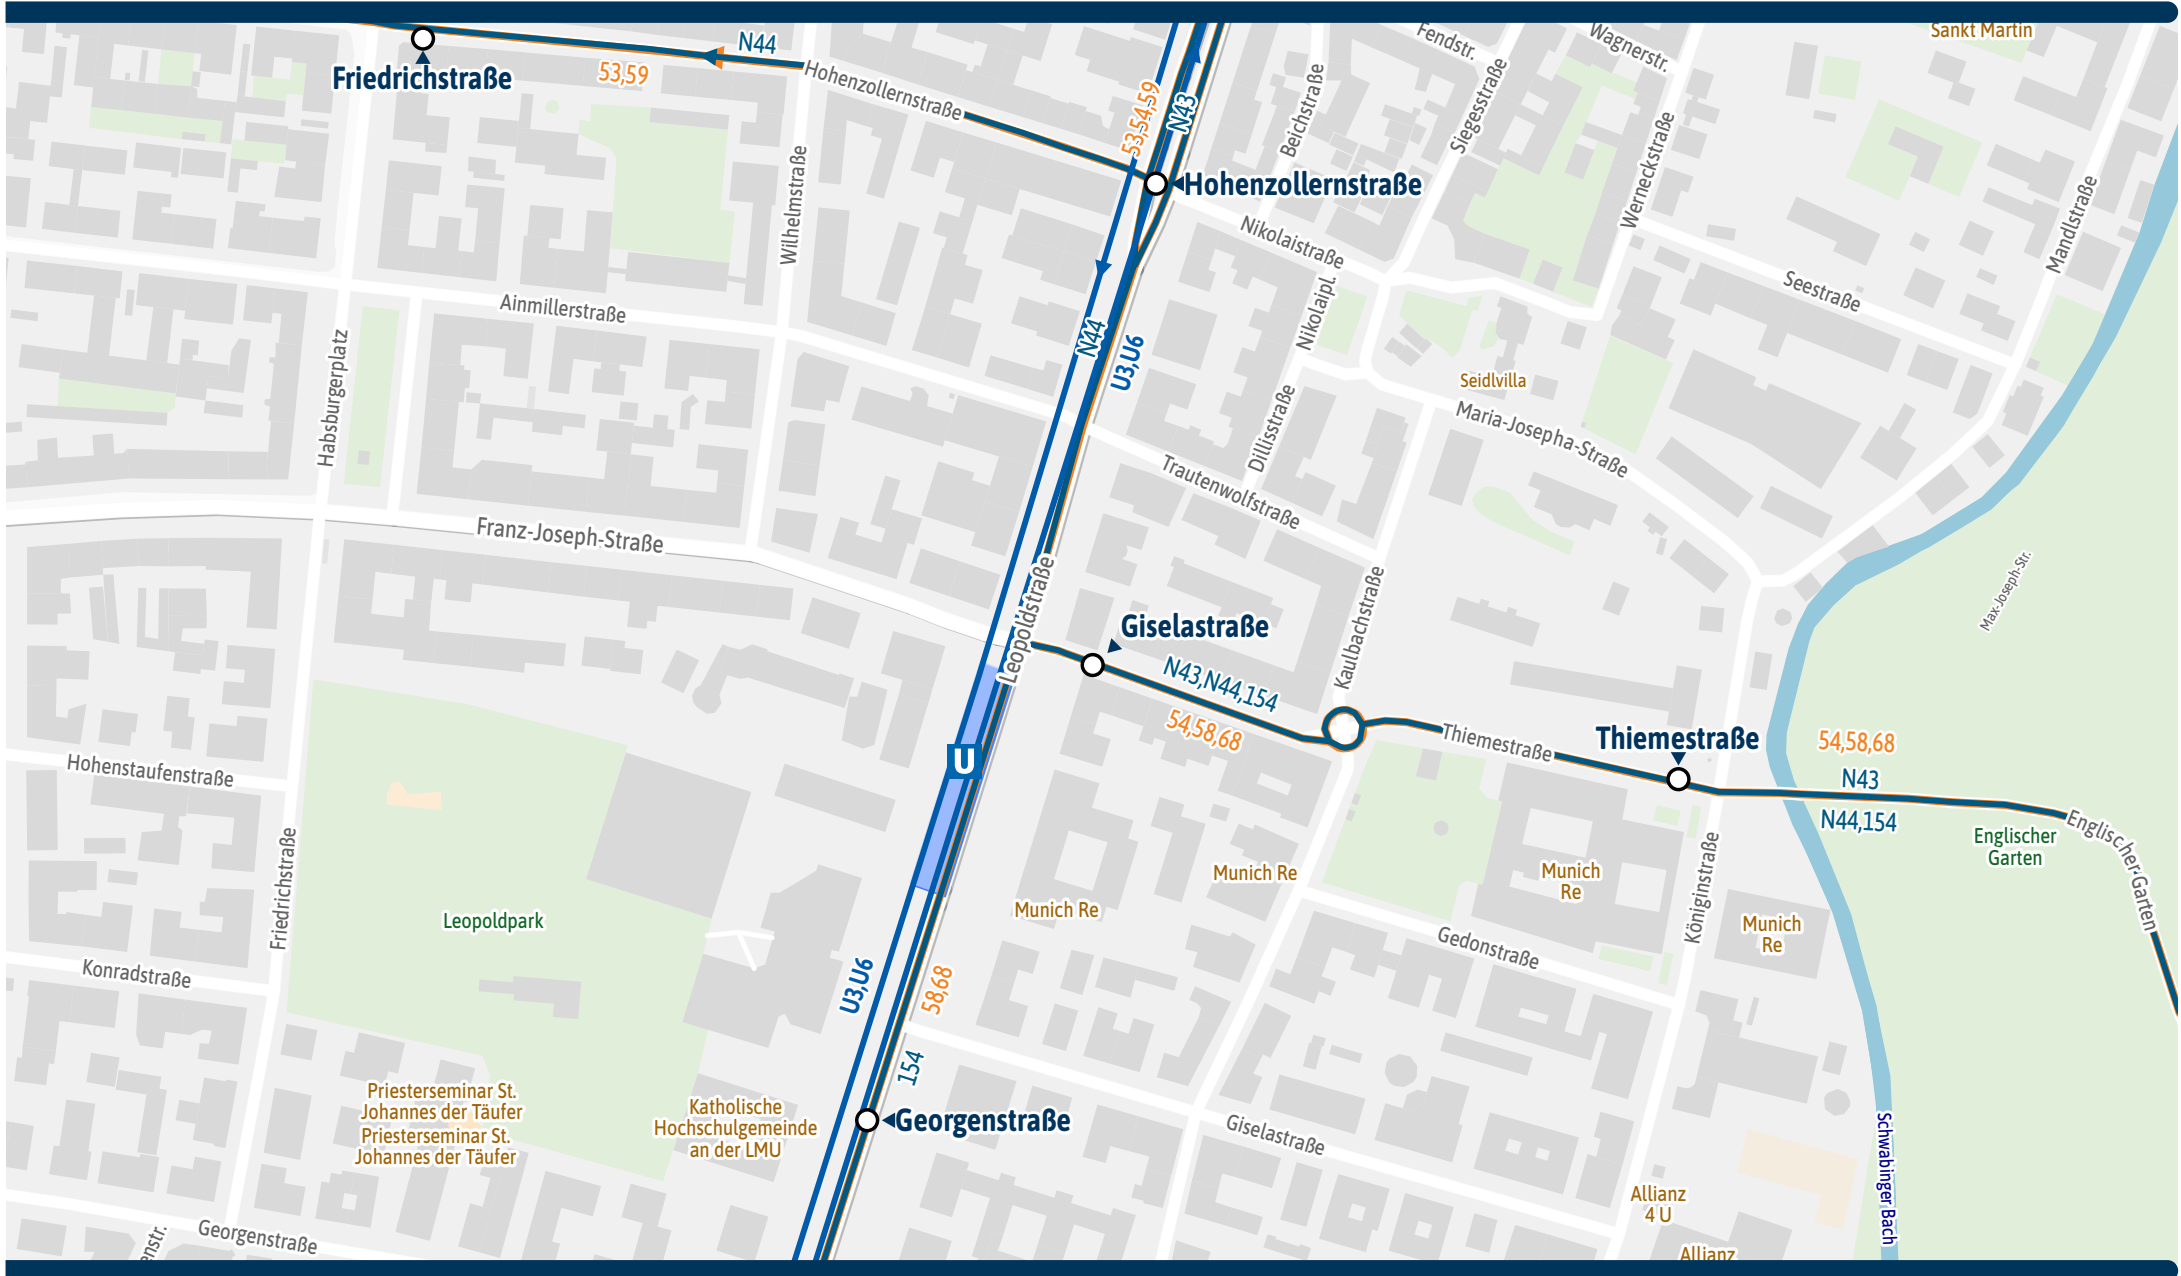 Fendstr.
Wagnerstr.
Sankt Martin
N44
Friedrichstraße
53,59
Hohenzollernstraße
53,54,59
N43
Beichstraße
Siegesstraße
Werneckstraße
Mandlstraße
Wilhelmstraße
Hohenzollernstraße
Nikolaistraße
Seestraße
Ainmillerstraße
Nikolaipl.
N44
U3,U6
Habsburgerplatz
Seidlvilla
Dillisstraße
Maria-Josepha-Straße
Trautenwolfstraße
Franz-Joseph-Straße
Max-Joseph-Str.
Leopoldstraße
Giselastraße
Kaulbachstraße
N43,N44,154
54,58,68
Thiemestraße
Thiemestraße
54,58,68
N43
N44,154
U
Hohenstaufenstraße
Englischer
Garten
Englischer Garten
Friedrichstraße
Leopoldpark
Munich Re
Munich Re
Munich
Re
Königinstraße
Munich
Re
Gedonstraße
Konradstraße
U3,U6
58,68
154
Priesterseminar St.
Johannes der Täufer
Priesterseminar St.
Johannes der Täufer
Katholische
Hochschulgemeinde
an der LMU
Georgenstraße
Giselastraße
Schwabinger Bach
Allianz
4 U
Georgenstraße
enstr.
Allianz